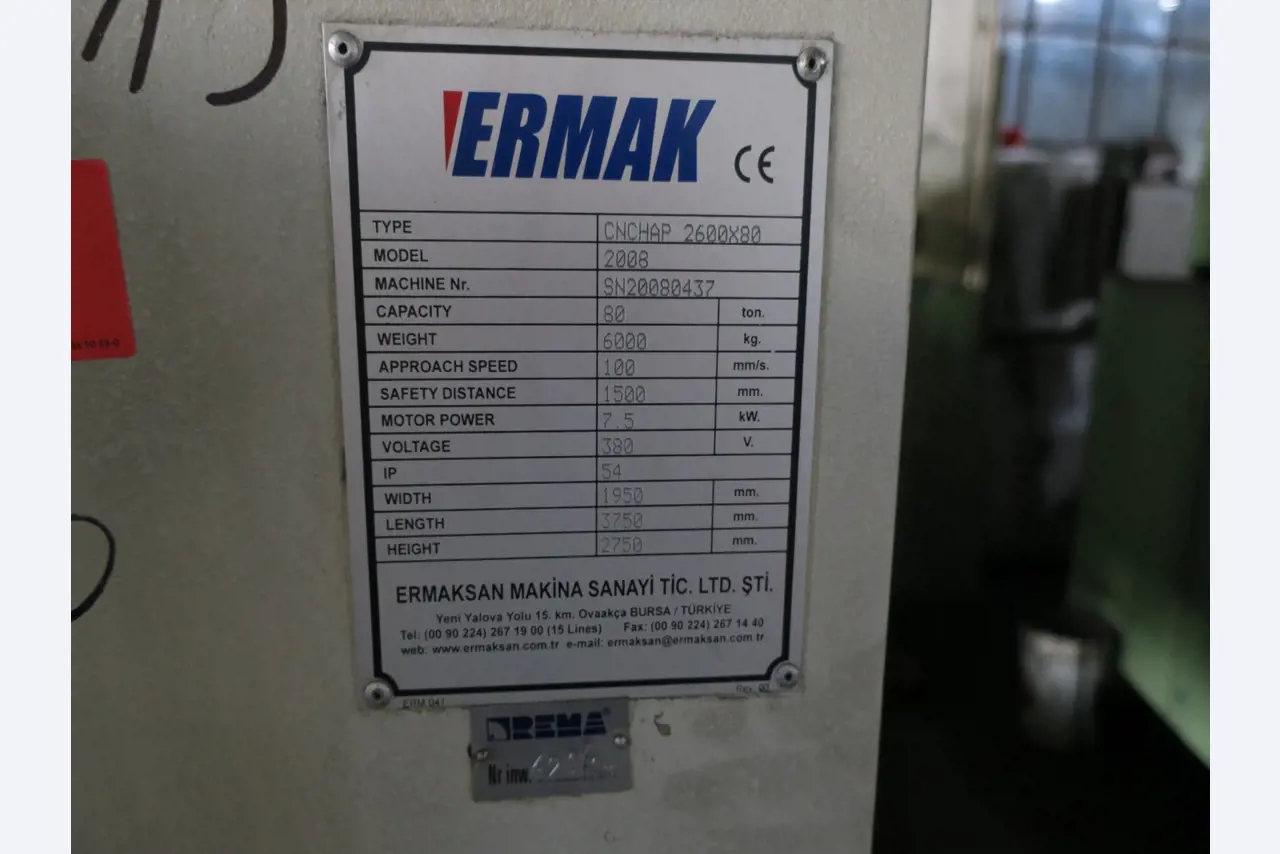 ERMAK
CE
TYPE CNCHAP 2600X80
MODEL 2008
MACHINE Nr. SN20080437
CAPACITY 80 ton.
WEIGHT 6000 kg.
APPROACH SPEED 100 mm/s.
SAFETY DISTANCE 1500 mm.
MOTOR POWER 7.5 kW.
VOLTAGE 380 V.
IP 54
WIDTH 1950 mm.
LENGTH 3750 mm.
HEIGHT 2750 mm.
ERMAKSAN MAKİNA SANAYİ TİC. LTD. ŞTİ.
Yeni Yalova Yolu 15. km. Ovaakça BURSA / TÜRKİYE
Tel: (00 90 224) 267 19 00 (15 Lines) Fax: (00 90 224) 267 14 40
web: www.ermaksan.com.tr e-mail: ermaksan@ermaksan.com.tr
ERM 041 Rev. 00
REMA®
Nr inw.